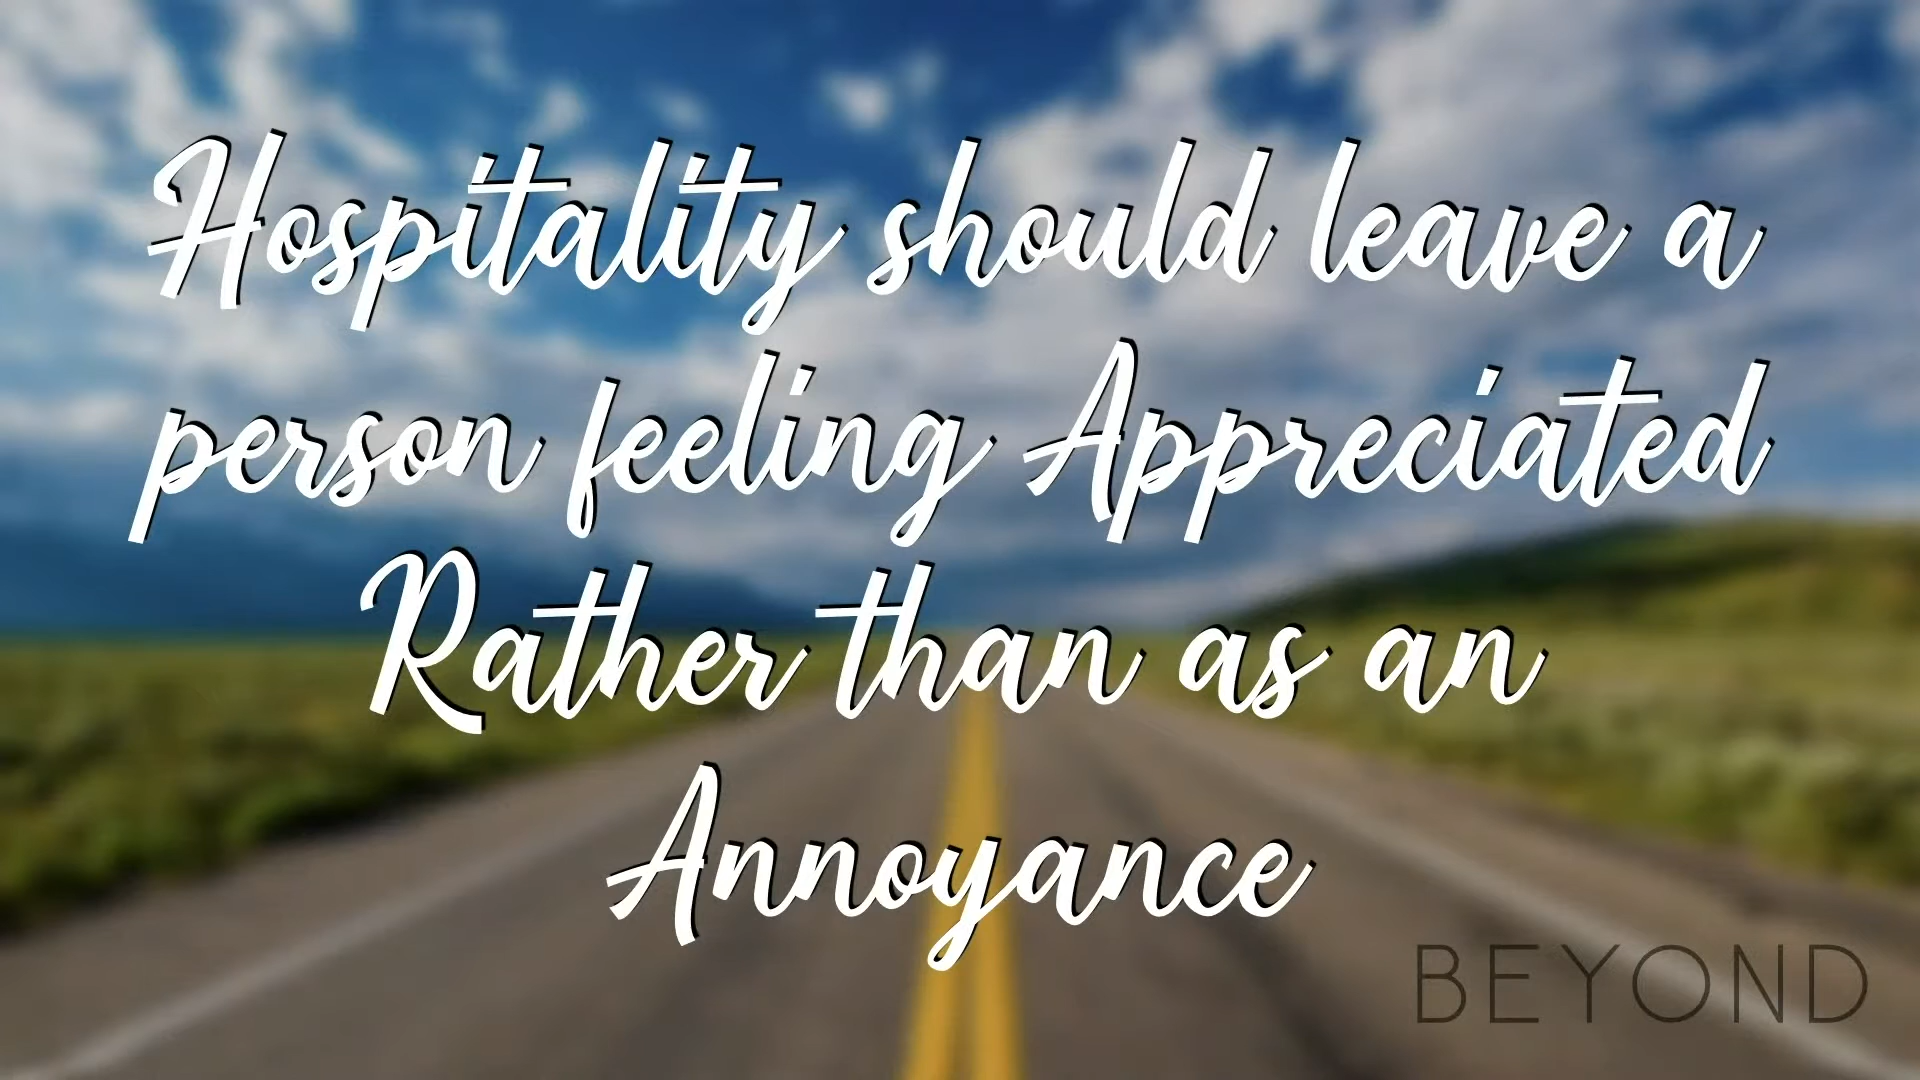 Hospitality should leave a
person feeling Appreciated
Rather than as an
Annoyance
BEYOND